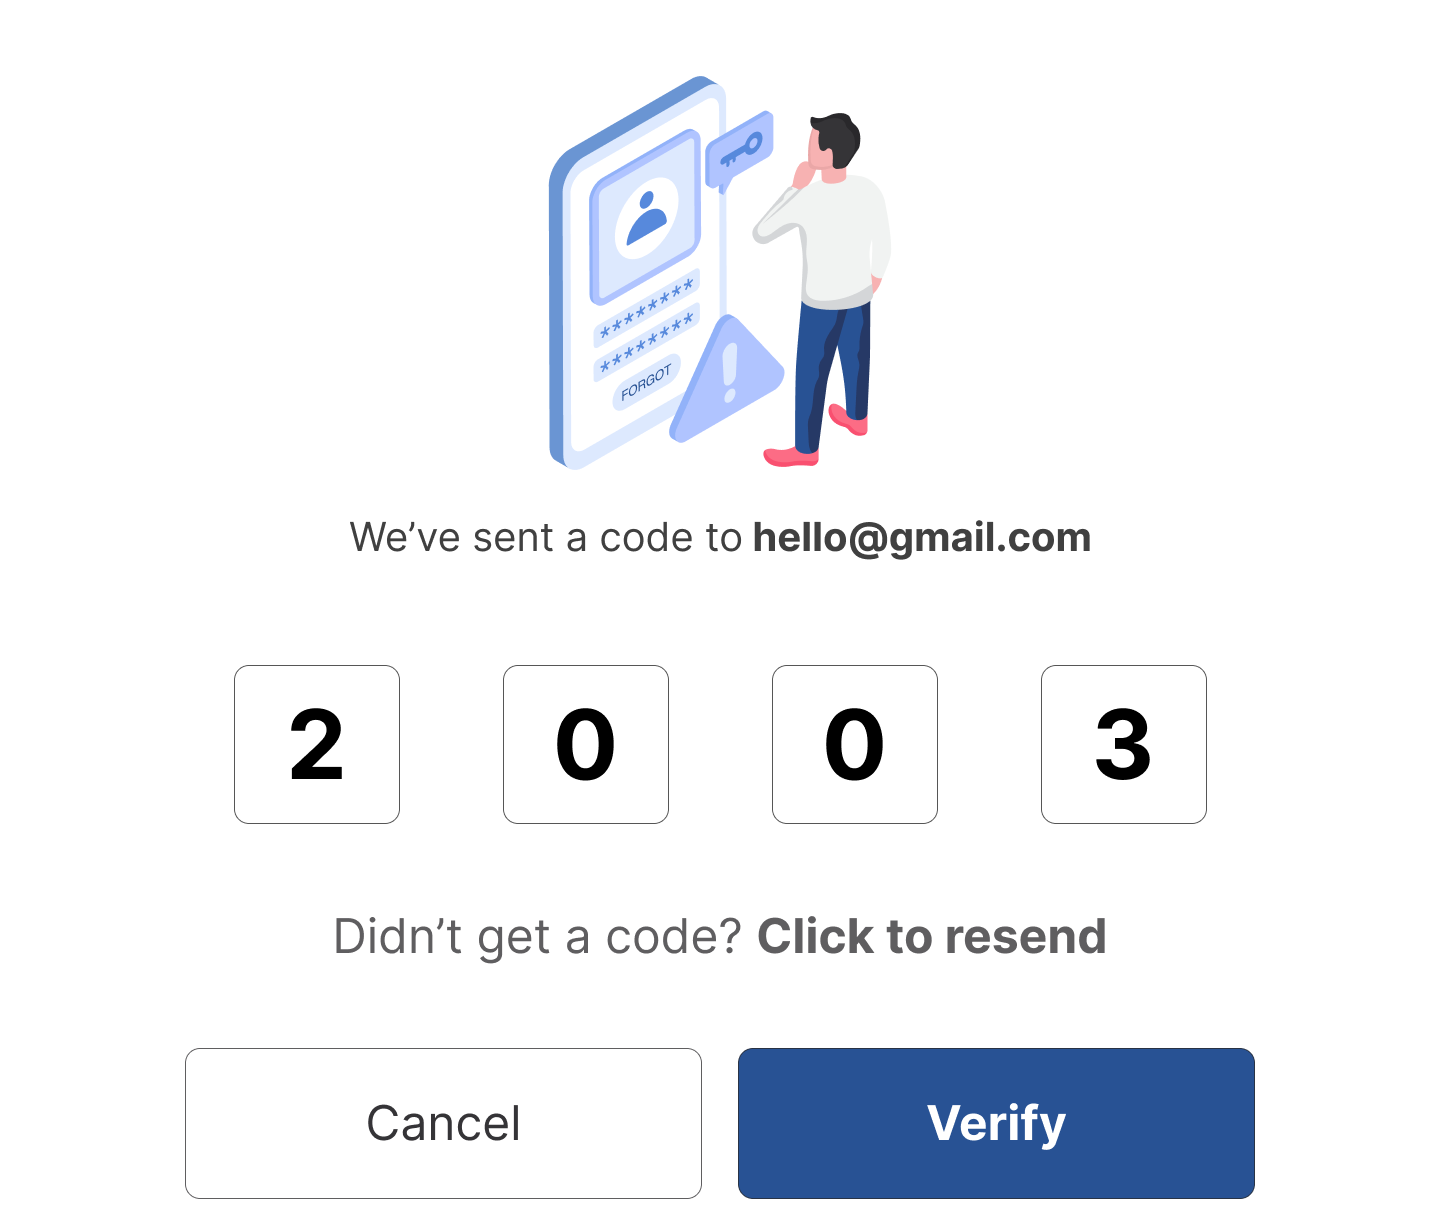 ********
********
FORGOT
We’ve sent a code to hello@gmail.com
2 0 0 3
Didn’t get a code? Click to resend
Cancel Verify